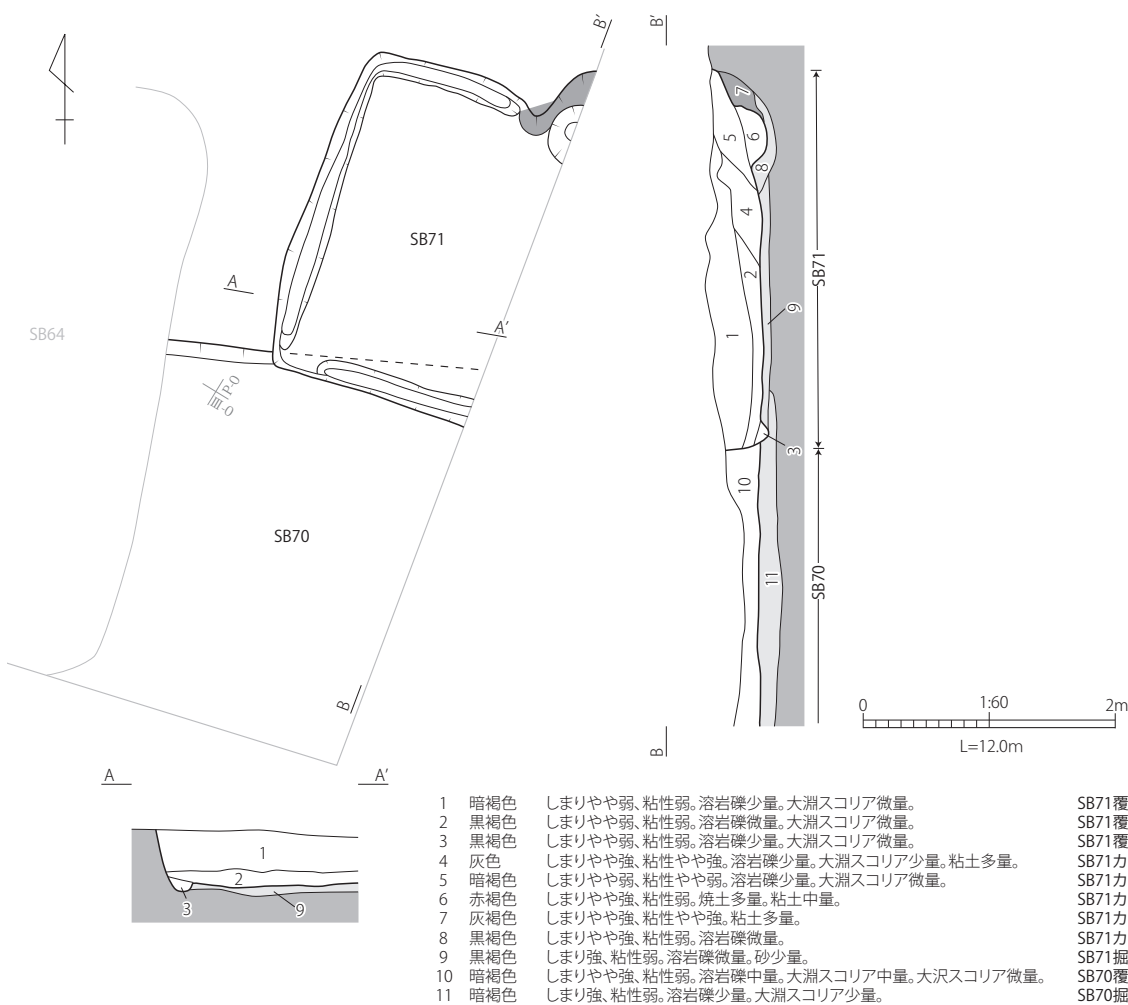 B'
B'
7
5
6
8
4
SB71
SB71
A
2
9
SB64
A'
1
P-0
Ⅲ-0
3
10
SB70
SB70
11
B
B
0 1:60 2m
L=12.0m
A A'
1
2
3
9
1 暗褐色 しまりやや弱、粘性弱。溶岩礫少量。大淵スコリア微量。 SB71覆
2 黒褐色 しまりやや弱、粘性弱。溶岩礫微量。大淵スコリア微量。 SB71覆
3 黒褐色 しまりやや弱、粘性弱。溶岩礫少量。大淵スコリア微量。 SB71覆
4 灰色 しまりやや強、粘性やや強。溶岩礫少量。大淵スコリア少量。粘土多量。 SB71カ
5 暗褐色 しまりやや弱、粘性やや弱。溶岩礫少量。大淵スコリア微量。 SB71カ
6 赤褐色 しまりやや強、粘性弱。焼土多量。粘土中量。 SB71カ
7 灰褐色 しまりやや強、粘性やや強。粘土多量。 SB71カ
8 黒褐色 しまりやや強、粘性弱。溶岩礫微量。 SB71カ
9 黒褐色 しまり強、粘性弱。溶岩礫微量。砂少量。 SB71掘
10 暗褐色 しまりやや強、粘性弱。溶岩礫中量。大淵スコリア中量。大沢スコリア微量。 SB70覆
11 暗褐色 しまり強、粘性弱。溶岩礫少量。大淵スコリア少量。 SB70掘